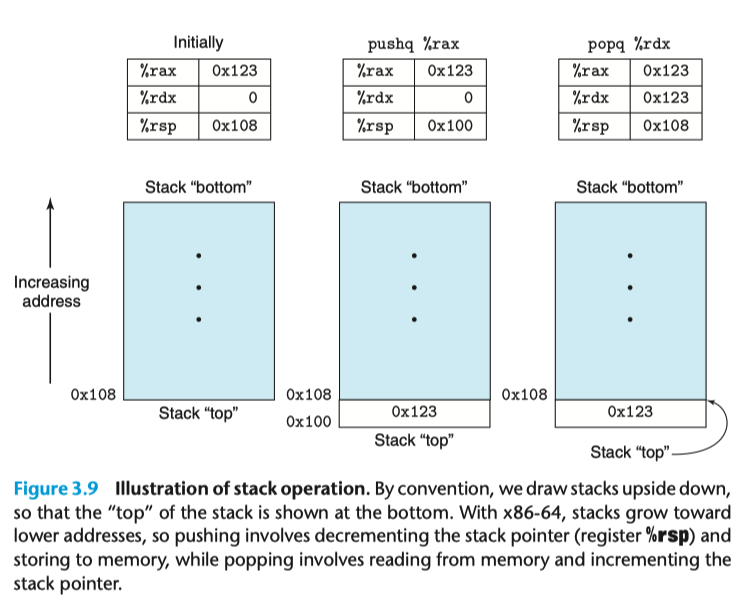 Initially
%rax 0x123
%rdx 0
%rsp 0x108
pushq %rax
%rax 0x123
%rdx 0
%rsp 0x100
popq %rdx
%rax 0x123
%rdx 0x123
%rsp 0x108
Increasing
address
Stack “bottom”
0x108
Stack “top”
Stack “bottom”
0x108
0x100
0x123
Stack “top”
Stack “bottom”
0x108
0x123
Stack “top”
Figure 3.9 Illustration of stack operation. By convention, we draw stacks upside down,
so that the “top” of the stack is shown at the bottom. With x86-64, stacks grow toward
lower addresses, so pushing involves decrementing the stack pointer (register %rsp) and
storing to memory, while popping involves reading from memory and incrementing the
stack pointer.